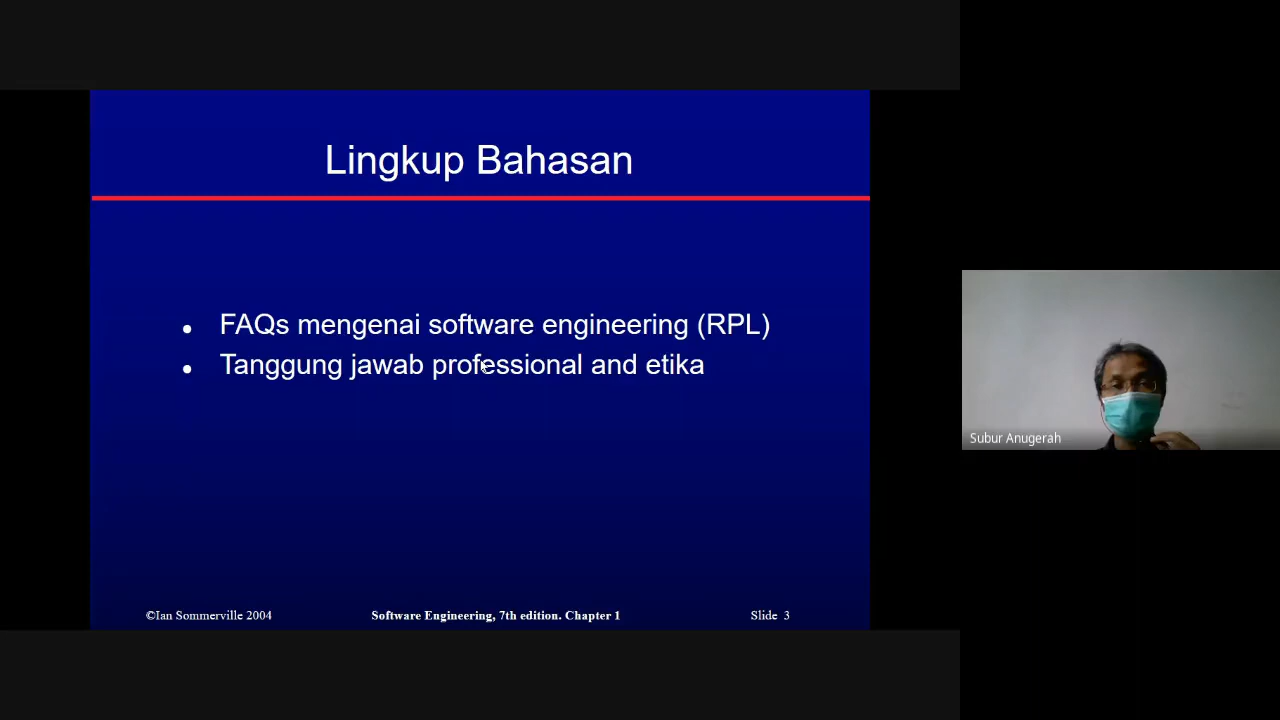 Lingkup Bahasan
FAQs mengenai software engineering (RPL)
Tanggung jawab professional and etika
©Ian Sommerville 2004
Software Engineering, 7th edition. Chapter 1
Slide 3
Subur Anugerah